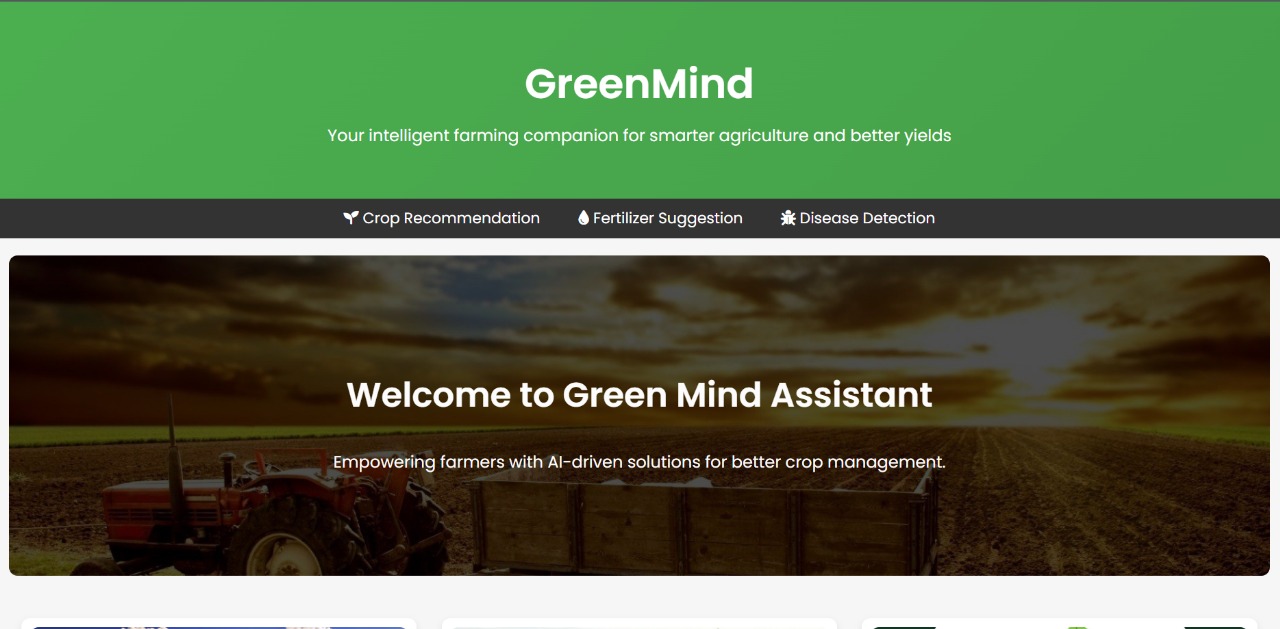 GreenMind
Your intelligent farming companion for smarter agriculture and better yields
Crop Recommendation Fertilizer Suggestion Disease Detection
Welcome to Green Mind Assistant
Empowering farmers with AI-driven solutions for better crop management.